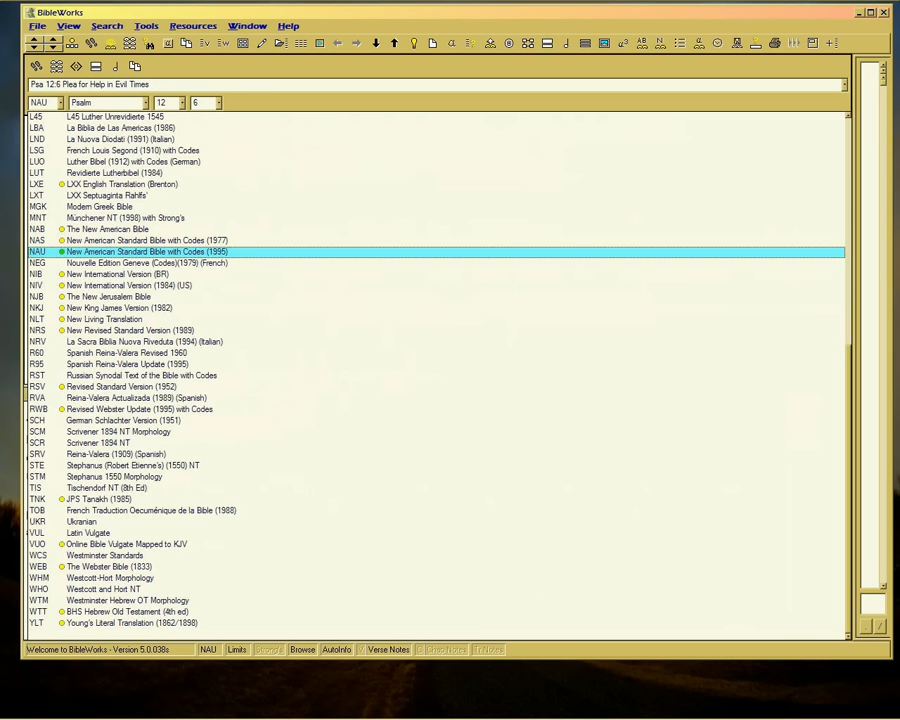 BibleWorks
File View Search Tools Resources Window Help
Psa 12:6 Plea for Help in Evil Times
NAU Psalm 12 6
L45 L45 Luther Unrevidierte 1545
LBA La Biblia de Las Americas (1986)
LND La Nuova Diodati (1991) (Italian)
LSG French Louis Segond (1910) with Codes
LUO Luther Bibel (1912) with Codes (German)
LUT Revidierte Lutherbibel (1984)
LXE LXX English Translation (Brenton)
LXT LXX Septuaginta Rahlfs'
MGK Modern Greek Bible
MNT Münchener NT (1998) with Strong's
NAB The New American Bible
NAS New American Standard Bible with Codes (1977)
NAU New American Standard Bible with Codes (1995)
NEG Nouvelle Edition Geneve (Codes)(1979) (French)
NIB New International Version (BR)
NIV New International Version (1984) (US)
NJB The New Jerusalem Bible
NKJ New King James Version (1982)
NLT New Living Translation
NRS New Revised Standard Version (1989)
NRV La Sacra Biblia Nuova Riveduta (1994) (Italian)
R60 Spanish Reina-Valera Revised 1960
R95 Spanish Reina-Valera Update (1995)
RST Russian Synodal Text of the Bible with Codes
RSV Revised Standard Version (1952)
RVA Reina-Valera Actualizada (1989) (Spanish)
RWB Revised Webster Update (1995) with Codes
SCH German Schlachter Version (1951)
SCM Scrivener 1894 NT Morphology
SCR Scrivener 1894 NT
SRV Reina-Valera (1909) (Spanish)
STE Stephanus (Robert Etienne's) (1550) NT
STM Stephanus 1550 Morphology
TIS Tischendorf NT (8th Ed)
TNK JPS Tanakh (1985)
TOB French Traduction Oecuménique de la Bible (1988)
UKR Ukranian
VUL Latin Vulgate
VUO Online Bible Vulgate Mapped to KJV
WCS Westminster Standards
WEB The Webster Bible (1833)
WHM Westcott-Hort Morphology
WHO Westcott and Hort NT
WTM Westminster Hebrew OT Morphology
WTT BHS Hebrew Old Testament (4th ed)
YLT Young's Literal Translation (1862/1898)
Welcome to BibleWorks - Version 5.0.038s NAU Limits Strong's Browse AutoInfo V Verse Notes C Chap Notes TrNotes